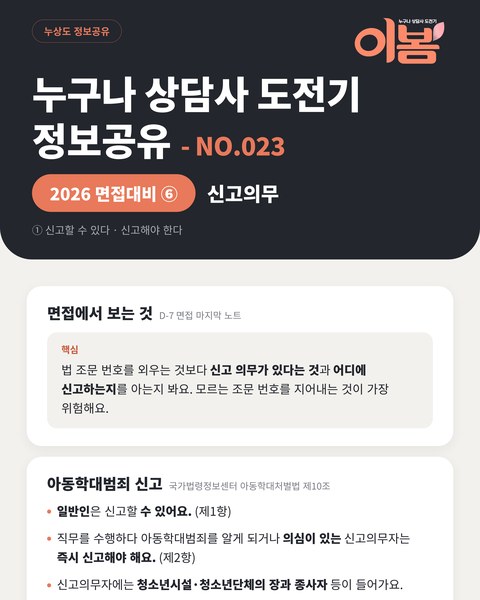 누상도 정보공유
누구나 상담사 도전기
이봄
누구나 상담사 도전기
정보공유 - NO.023
2026 면접대비 ⑥ 신고의무
① 신고할 수 있다 · 신고해야 한다
면접에서 보는 것 D-7 면접 마지막 노트
핵심
법 조문 번호를 외우는 것보다 신고 의무가 있다는 것과 어디에
신고하는지를 아는지 봐요. 모르는 조문 번호를 지어내는 것이 가장
위험해요.
아동학대범죄 신고 국가법령정보센터 아동학대처벌법 제10조
• 일반인은 신고할 수 있어요. (제1항)
• 직무를 수행하다 아동학대범죄를 알게 되거나 의심이 있는 신고의무자는
즉시 신고해야 해요. (제2항)
• 신고의무자에는 청소년시설·청소년단체의 장과 종사자 등이 들어가요.